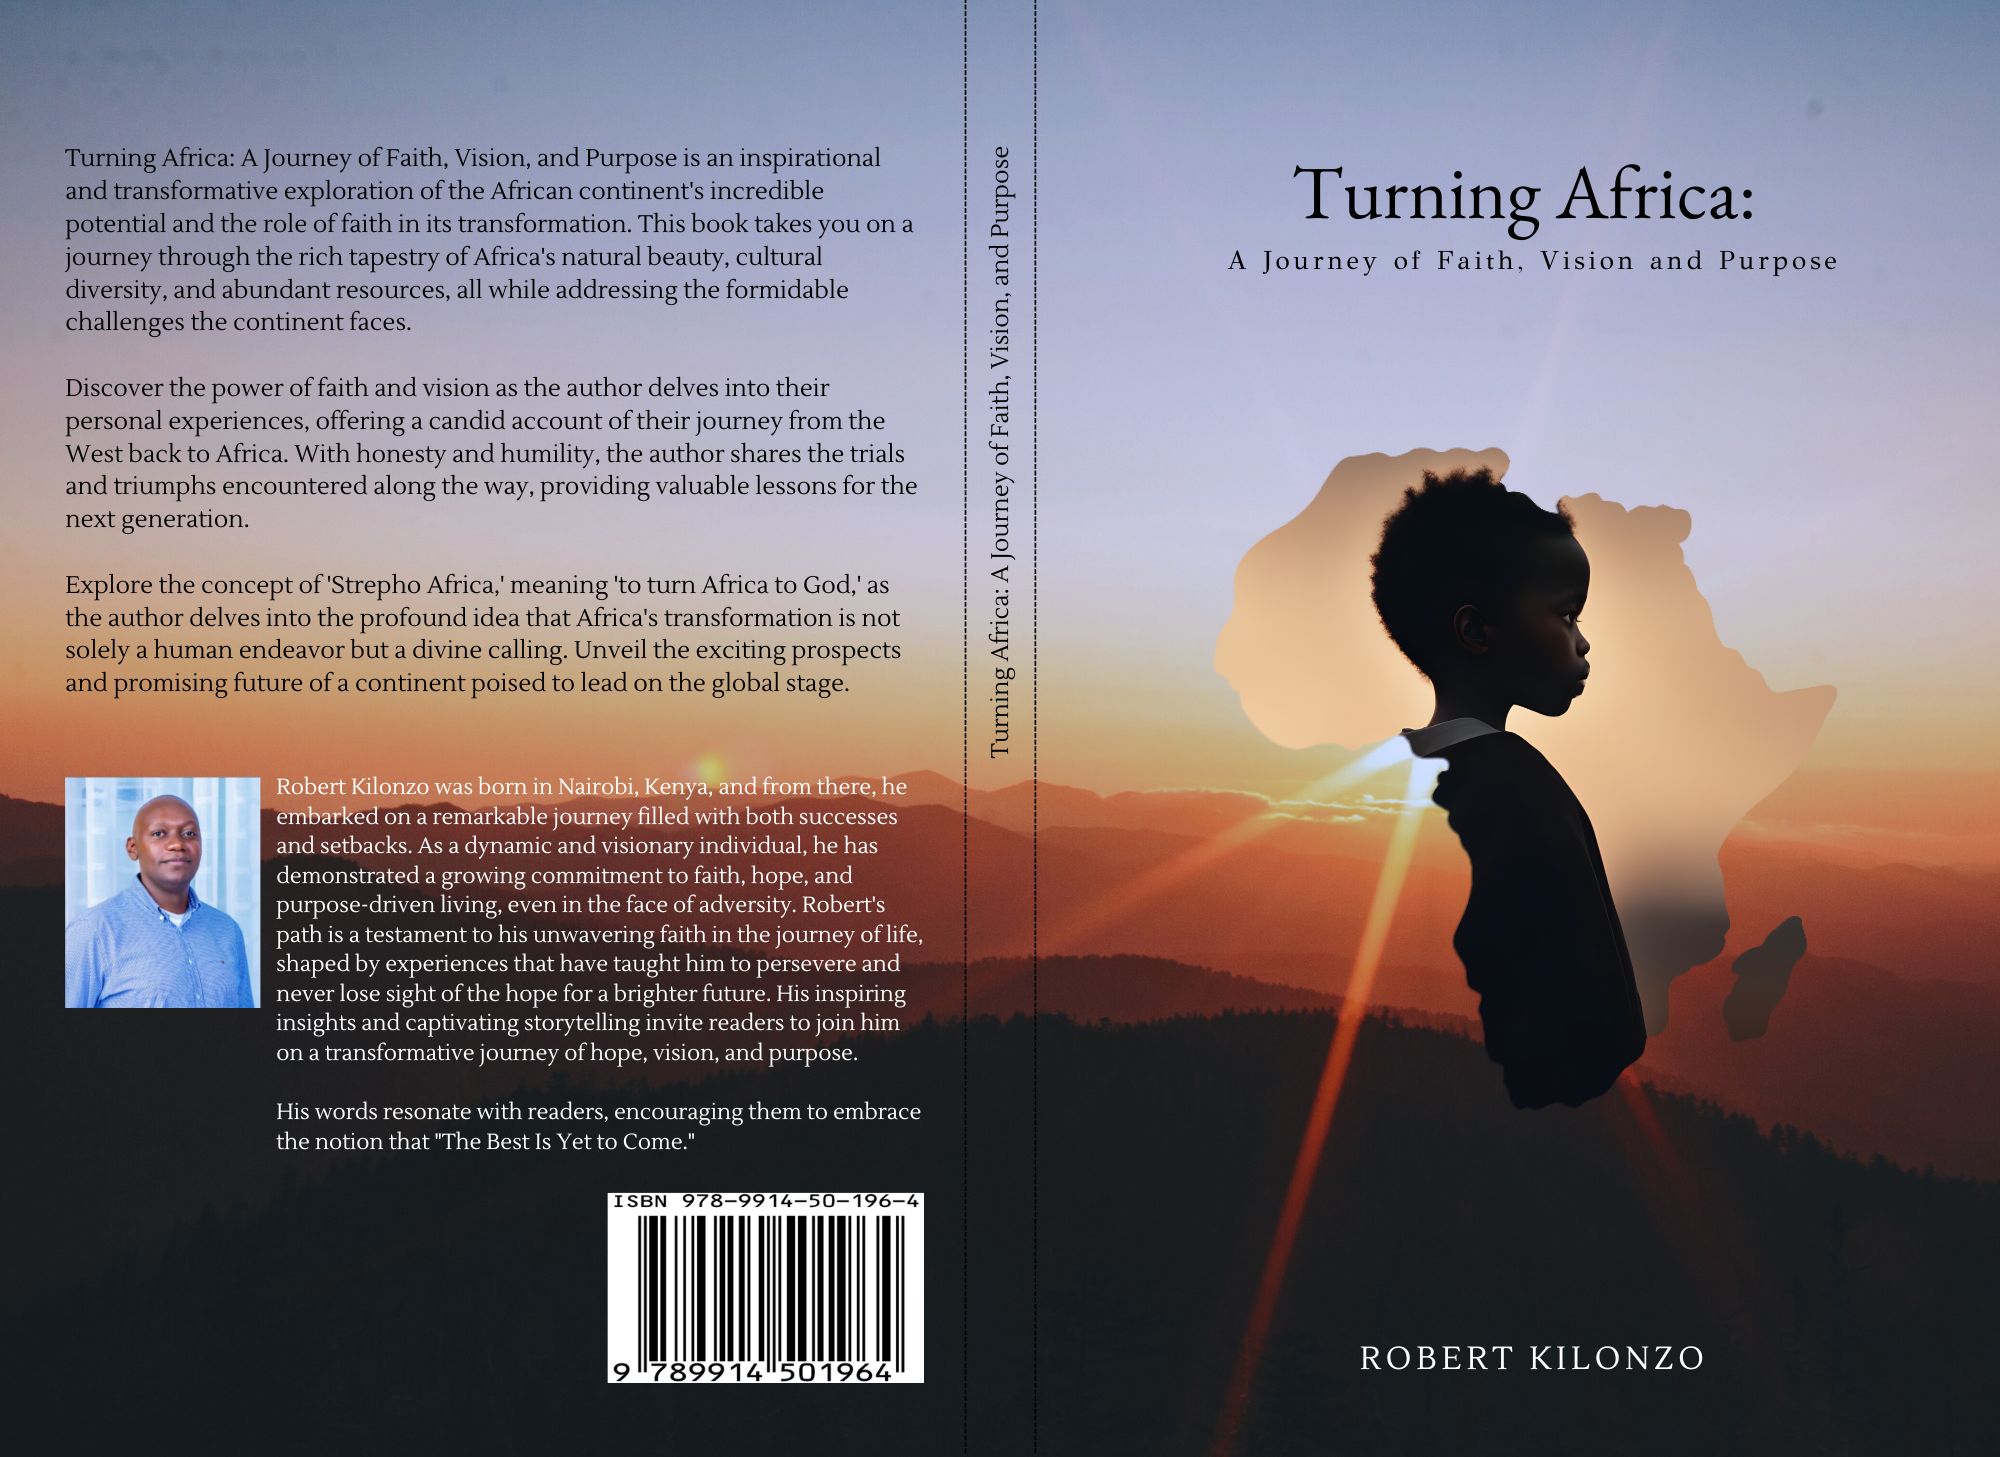 Turning Africa: A Journey of Faith, Vision, and Purpose is an inspirational
and transformative exploration of the African continent's incredible
potential and the role of faith in its transformation. This book takes you on a
journey through the rich tapestry of Africa's natural beauty, cultural
diversity, and abundant resources, all while addressing the formidable
challenges the continent faces.
Discover the power of faith and vision as the author delves into their
personal experiences, offering a candid account of their journey from the
West back to Africa. With honesty and humility, the author shares the trials
and triumphs encountered along the way, providing valuable lessons for the
next generation.
Explore the concept of 'Strepho Africa,' meaning 'to turn Africa to God,' as
the author delves into the profound idea that Africa's transformation is not
solely a human endeavor but a divine calling. Unveil the exciting prospects
and promising future of a continent poised to lead on the global stage.
Robert Kilonzo was born in Nairobi, Kenya, and from there, he
embarked on a remarkable journey filled with both successes
and setbacks. As a dynamic and visionary individual, he has
demonstrated a growing commitment to faith, hope, and
purpose-driven living, even in the face of adversity. Robert's
path is a testament to his unwavering faith in the journey of life,
shaped by experiences that have taught him to persevere and
never lose sight of the hope for a brighter future. His inspiring
insights and captivating storytelling invite readers to join him
on a transformative journey of hope, vision, and purpose.
His words resonate with readers, encouraging them to embrace
the notion that "The Best Is Yet to Come."
ISBN 978-9914-50-196-4
9 789914 501964
Turning Africa: A Journey of Faith, Vision, and Purpose
Turning Africa:
A Journey of Faith, Vision and Purpose
ROBERT KILONZO